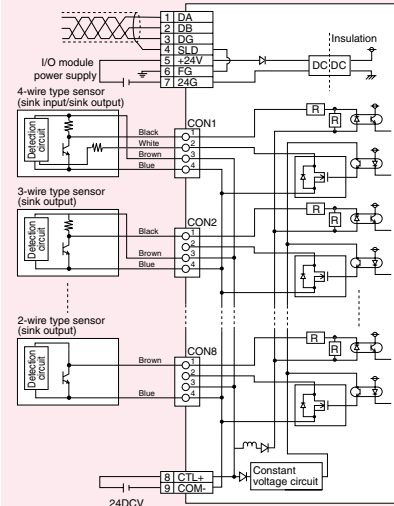 1 DA
2 DB
3 DG
4 SLD
5 +24V
6 FG
7 24G
Insulation
DC DC
I/O module
power supply
4-wire type sensor
(sink input/sink output)
Detection
circuit
Black
White
Brown
Blue
CON1
1
2
3
4
R
R
3-wire type sensor
(sink output)
Detection
circuit
Black
Brown
Blue
CON2
1
2
3
4
R
R
2-wire type sensor
(sink output)
Detection
circuit
Brown
Blue
CON8
1
2
3
4
R
R
8 CTL+
9 COM-
24DCV
Constant
voltage circuit